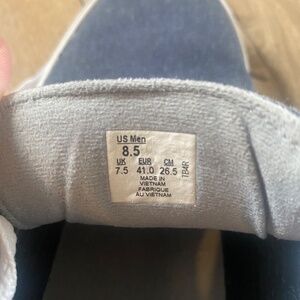 US Men
8.5
UK EUR CM
7.5 41.0 26.5
MADE IN
VIETNAM
FABRIQUE
AU VIETNAM
TB4R